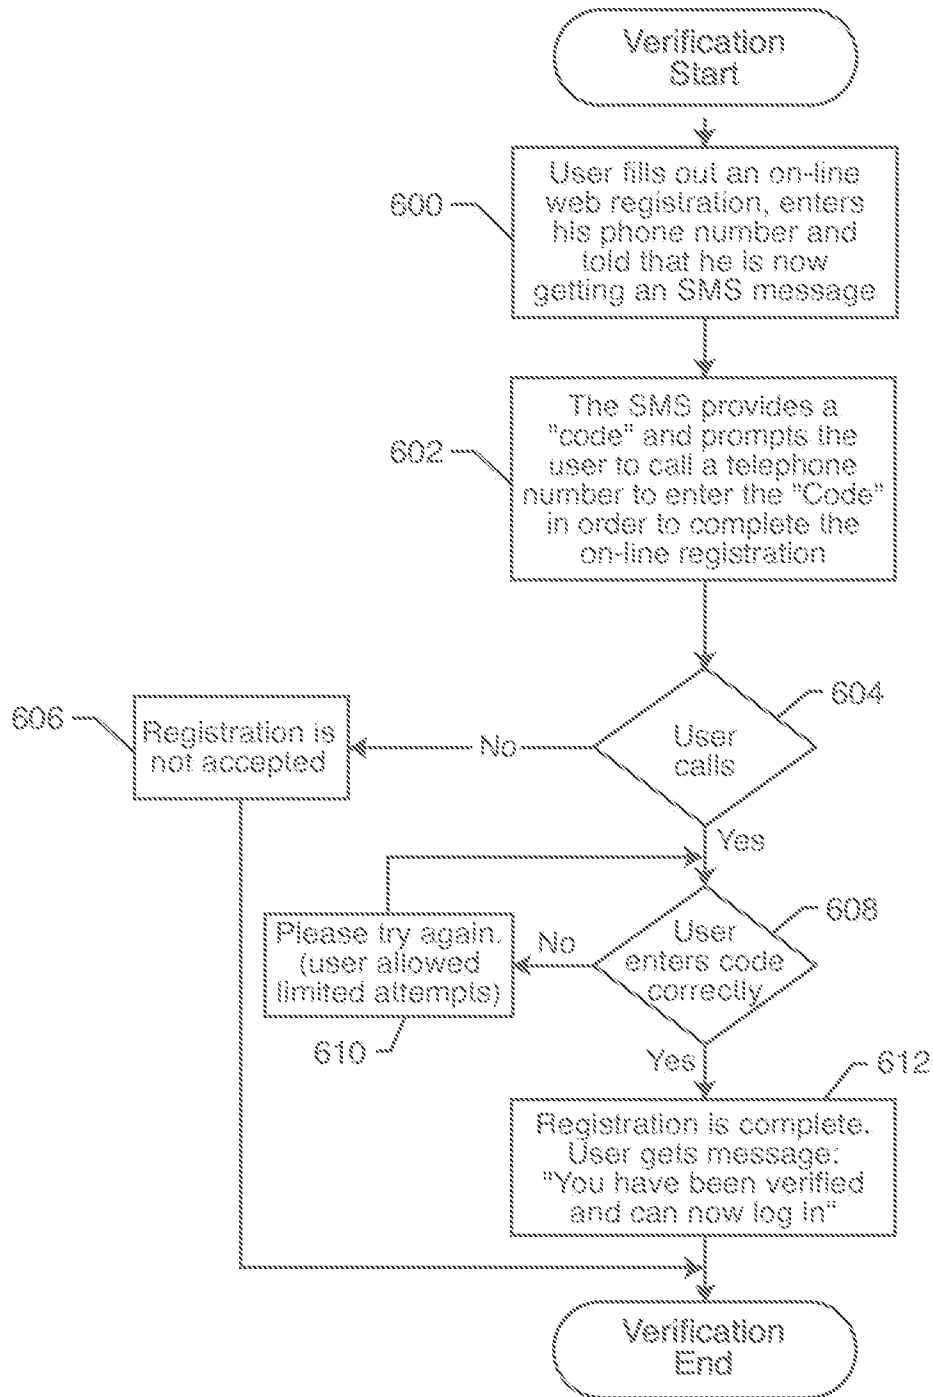 Verification
Start
600
User fills out an on-line
web registration, enters
his phone number and
told that he is now
getting an SMS message
602
The SMS provides a
"code" and prompts the
user to call a telephone
number to enter the "Code"
in order to complete the
on-line registration
604
User
calls
No
606
Registration is
not accepted
Yes
608
User
enters code
correctly
No
Please try again.
(user allowed
limited attempts)
610
Yes
612
Registration is complete.
User gets message:
"You have been verified
and can now log in"
Verification
End